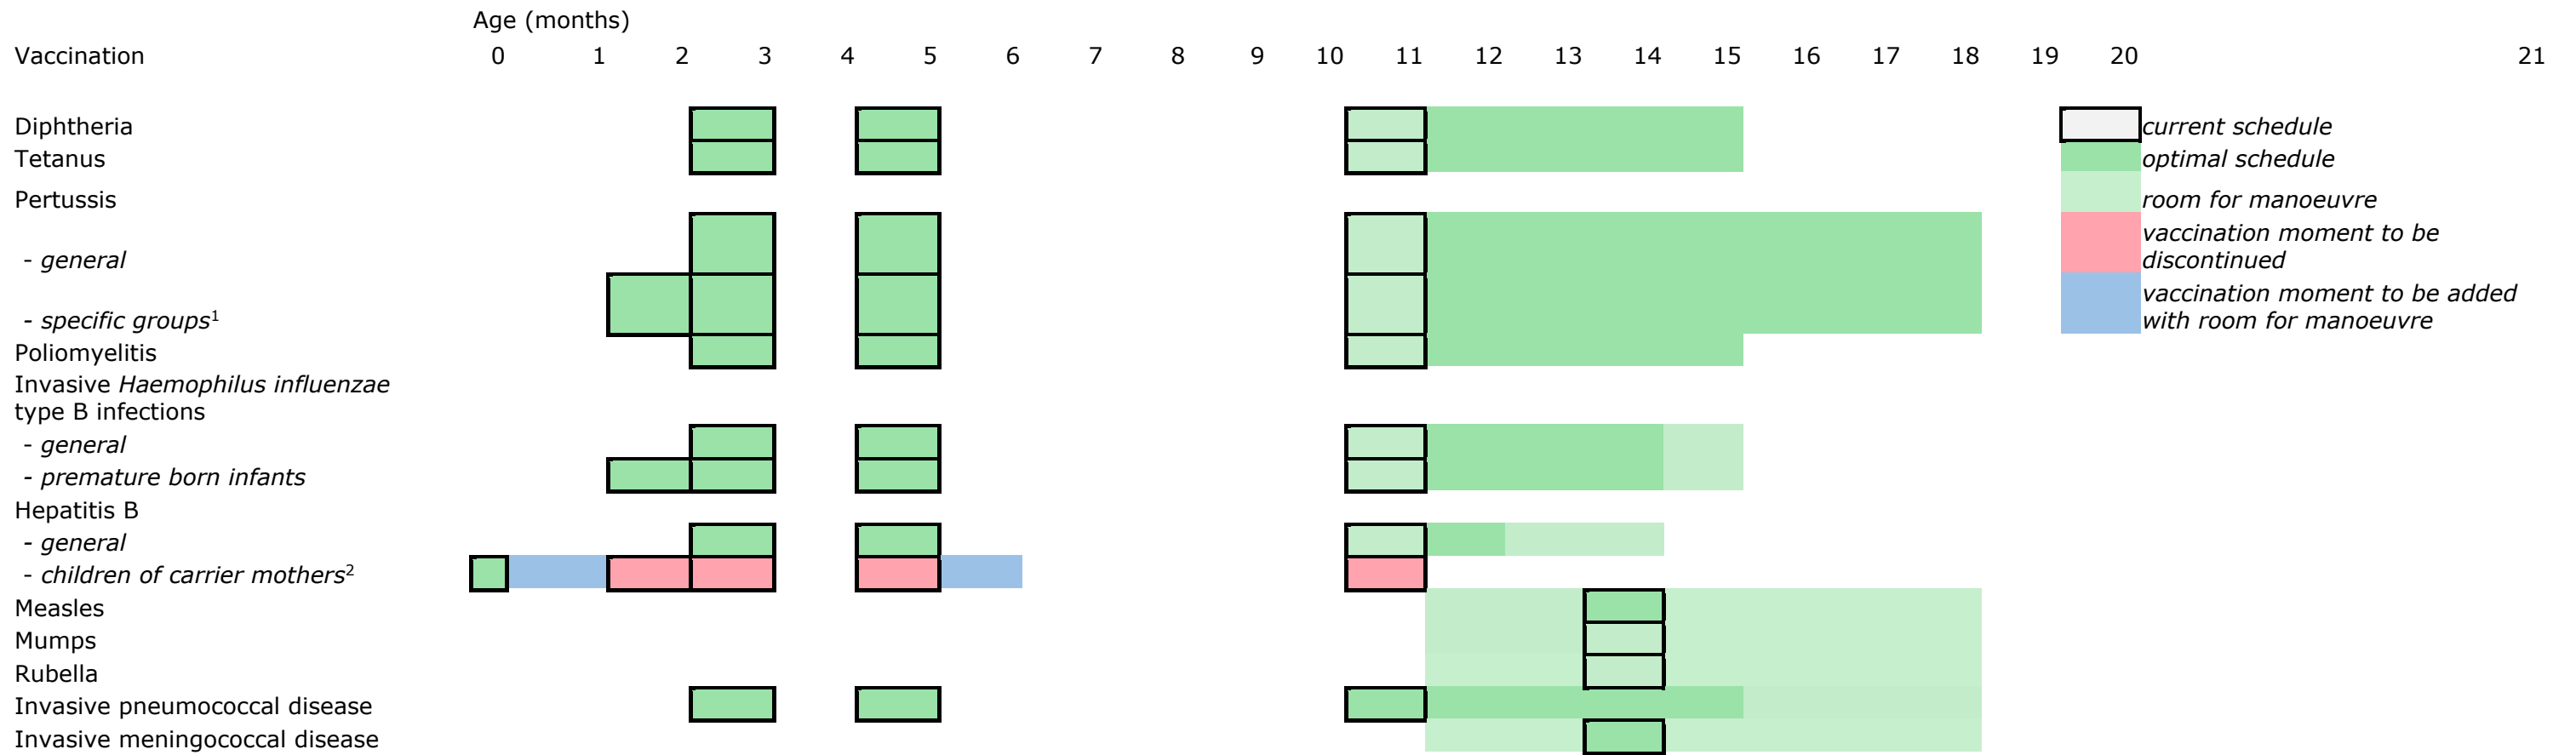 Age (months)
Vaccination 0 1 2 3 4 5 6 7 8 9 10 11 12 13 14 15 16 17 18 19 20 21
Diphtheria current schedule
Tetanus optimal schedule
Pertussis room for manoeuvre
vaccination moment to be
- general discontinued
vaccination moment to be added
- specific groups¹ with room for manoeuvre
Poliomyelitis
Invasive Haemophilus influenzae
type B infections
- general
- premature born infants
Hepatitis B
- general
- children of carrier mothers²
Measles
Mumps
Rubella
Invasive pneumococcal disease
Invasive meningococcal disease